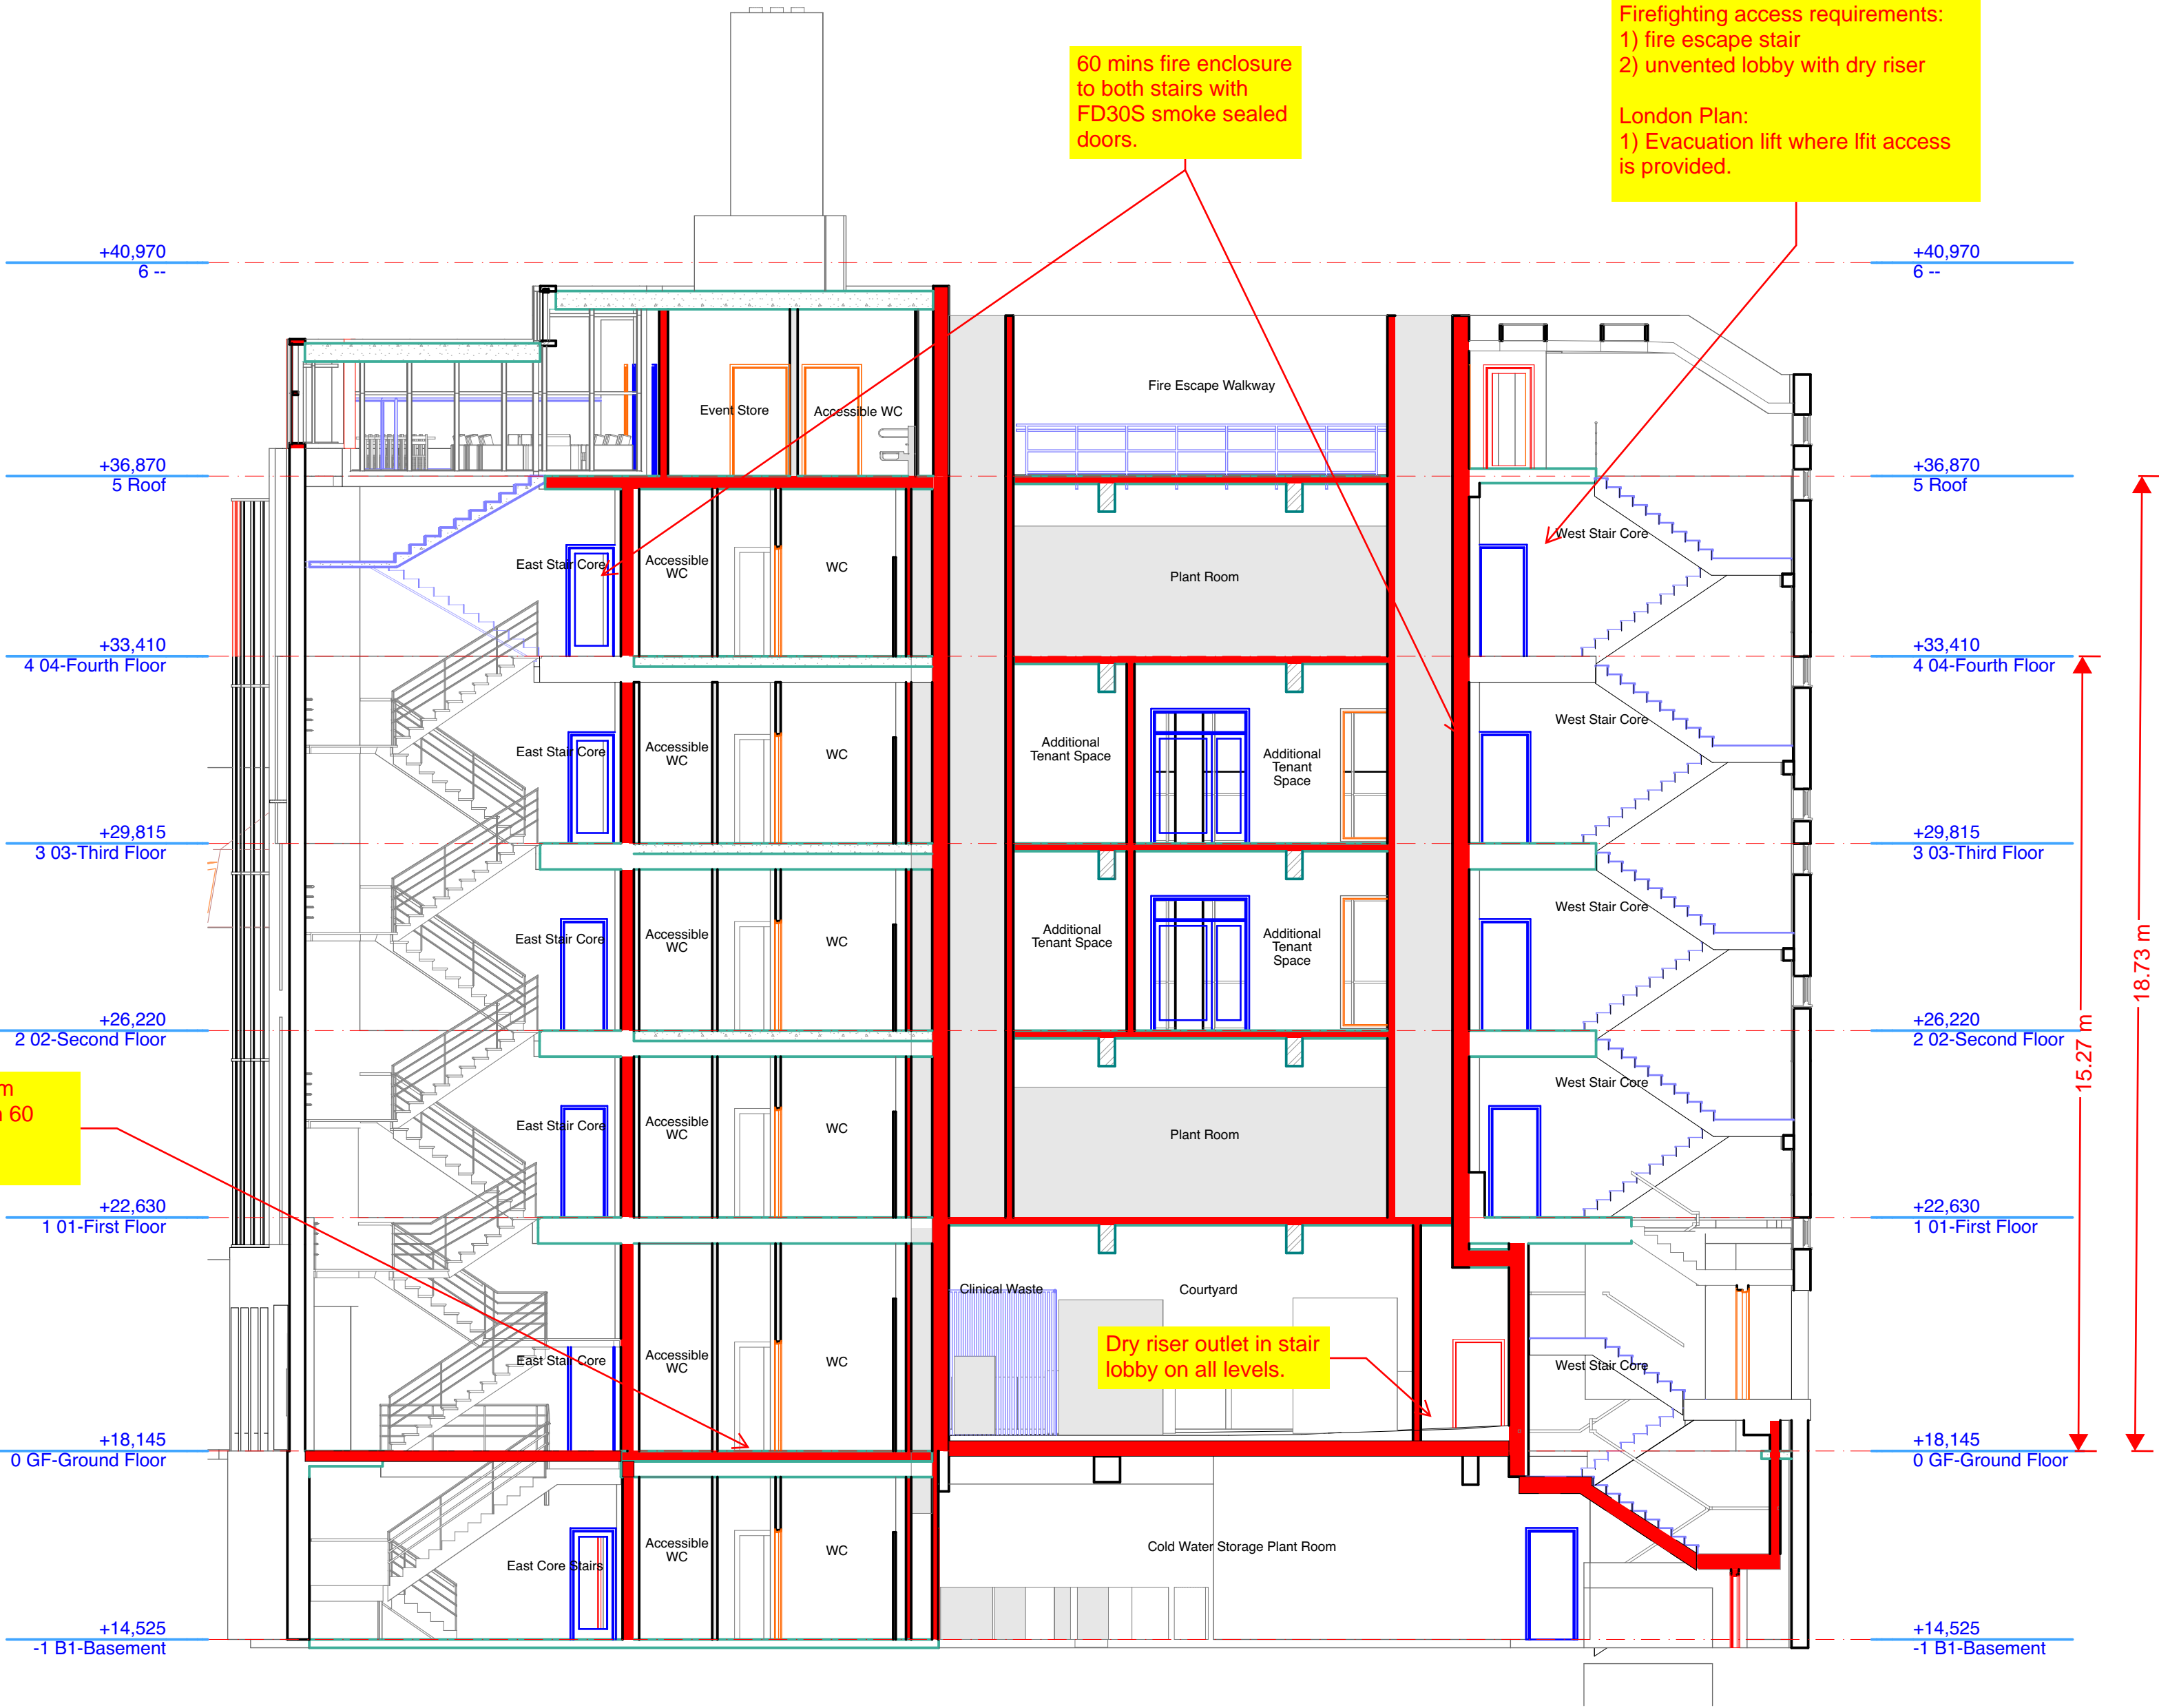 Firefighting access requirements:
1) fire escape stair
2) unvented lobby with dry riser
London Plan:
1) Evacuation lift where lfit access
is provided.
60 mins fire enclosure
to both stairs with
FD30S smoke sealed
doors.
+40,970
6 --
+40,970
6 --
Fire Escape Walkway
Event Store
Accessible WC
+36,870
5 Roof
+36,870
5 Roof
East Stair Core
Accessible
WC
WC
Plant Room
West Stair Core
+33,410
4 04-Fourth Floor
+33,410
4 04-Fourth Floor
East Stair Core
Accessible
WC
WC
Additional
Tenant Space
Additional
Tenant
Space
West Stair Core
+29,815
3 03-Third Floor
+29,815
3 03-Third Floor
East Stair Core
Accessible
WC
WC
Additional
Tenant Space
Additional
Tenant
Space
West Stair Core
18.73 m
+26,220
2 02-Second Floor
+26,220
2 02-Second Floor
15.27 m
m
60
East Stair Core
Accessible
WC
WC
Plant Room
West Stair Core
+22,630
1 01-First Floor
+22,630
1 01-First Floor
Clinical Waste
Courtyard
Dry riser outlet in stair
lobby on all levels.
East Stair Core
Accessible
WC
WC
West Stair Core
+18,145
0 GF-Ground Floor
+18,145
0 GF-Ground Floor
East Core Stairs
Accessible
WC
WC
Cold Water Storage Plant Room
+14,525
-1 B1-Basement
+14,525
-1 B1-Basement